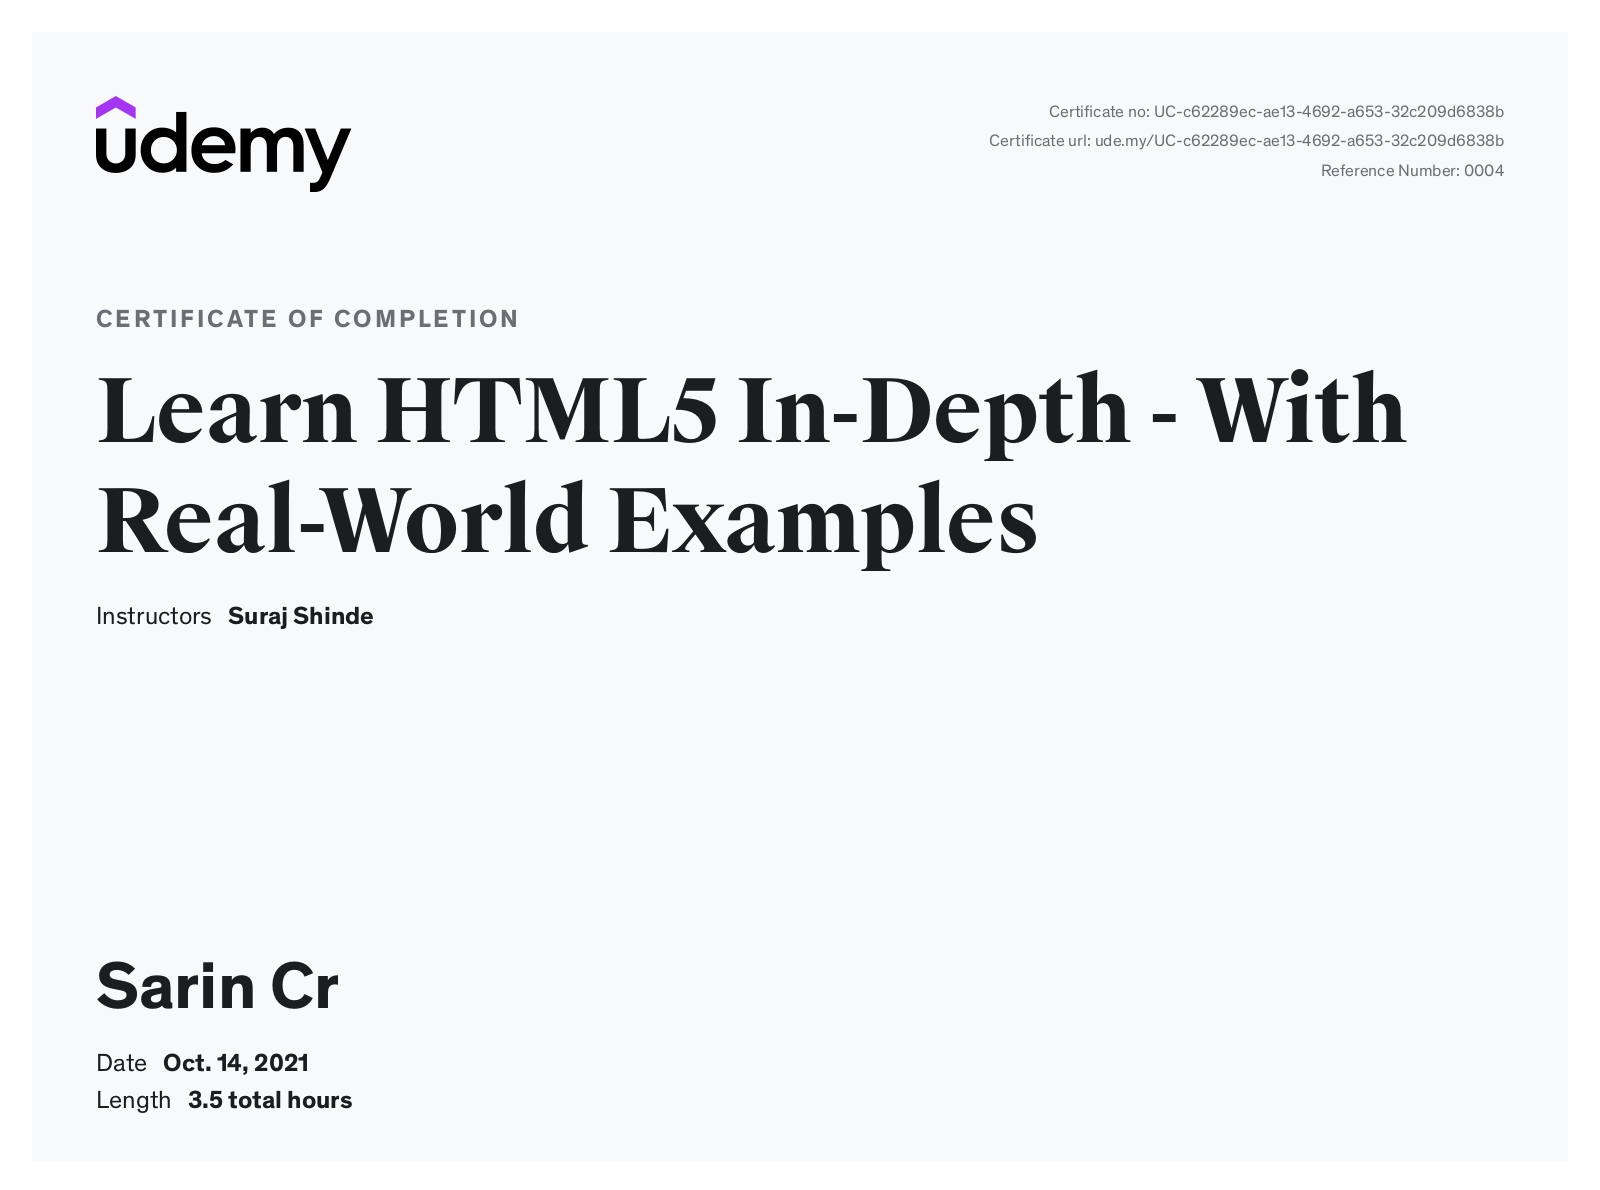 udemy
Certificate no: UC-c62289ec-ae13-4692-a653-32c209d6838b
Certificate url: ude.my/UC-c62289ec-ae13-4692-a653-32c209d6838b
Reference Number: 0004
CERTIFICATE OF COMPLETION
Learn HTML5 In-Depth - With
Real-World Examples
Instructors Suraj Shinde
Sarin Cr
Date Oct. 14, 2021
Length 3.5 total hours